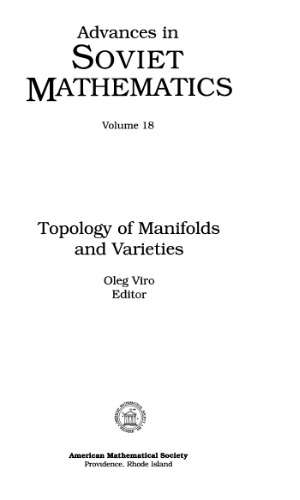 Advances in
SOVIET
MATHEMATICS
Volume 18
Topology of Manifolds
and Varieties
Oleg Viro
Editor
American Mathematical Society
Providence, Rhode Island